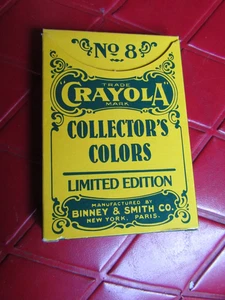 No 8
TRADE
CRAYOLA
MARK
COLLECTOR'S
COLORS
LIMITED EDITION
MANUFACTURED BY
BINNEY & SMITH CO.
NEW YORK, PARIS.